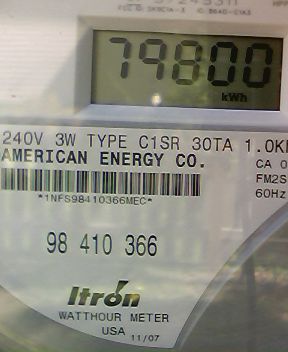 79800
kWh
240V 3W TYPE C1SR 30TA 1.0K
AMERICAN ENERGY CO.
CA 0
FM2S
60Hz
*1NFS98410366MEC*
98 410 366
Itron
WATTHOUR METER
USA 11/07